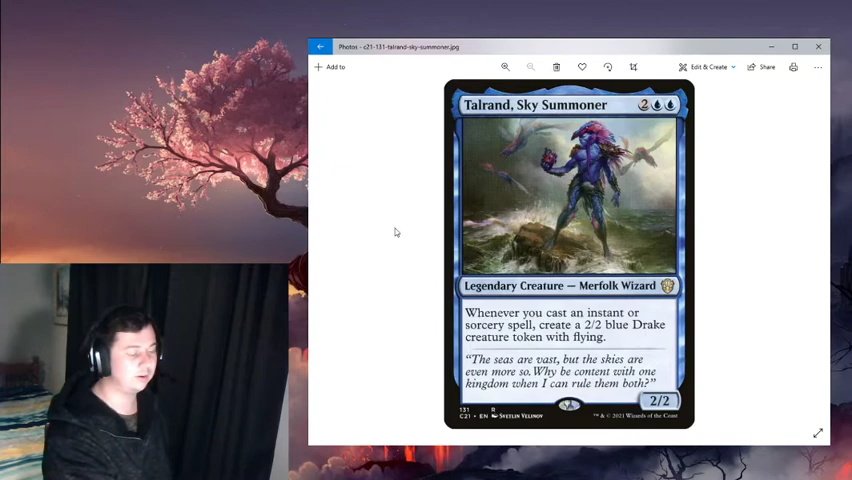 Photos - c21-131-talrand-sky-summoner.jpg
Add to
Edit & Create
Share
Talrand, Sky Summoner 2
Legendary Creature — Merfolk Wizard
Whenever you cast an instant or
sorcery spell, create a 2/2 blue Drake
creature token with flying.
“The seas are vast, but the skies are
even more so. Why be content with one
kingdom when I can rule them both?”
2/2
131 R
C21 • EN Svetlin Velinov
™ & © 2021 Wizards of the Coast